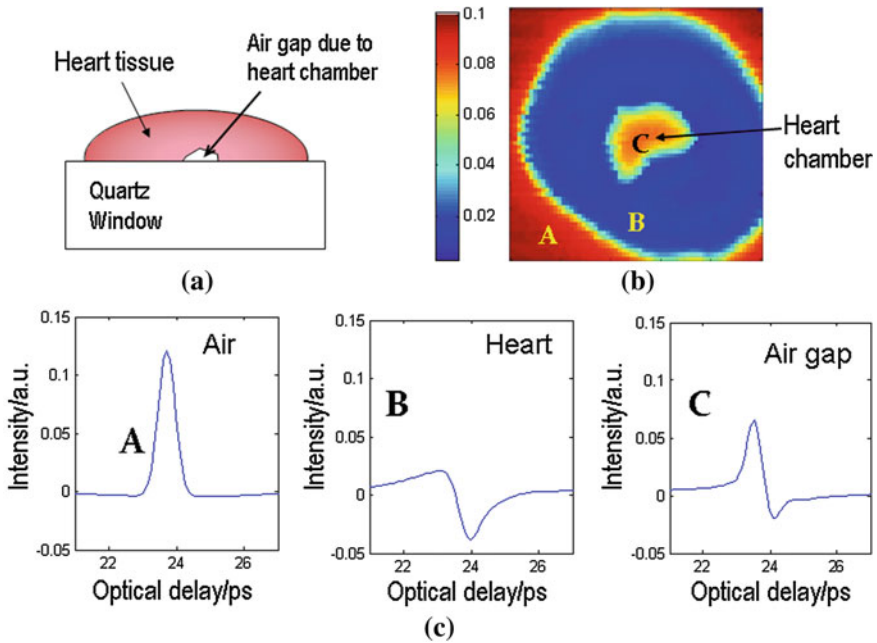 Heart tissue
Air gap due to
heart chamber
Quartz
Window
(a)
0.1
0.08
0.06
0.04
0.02
C
B
A
Heart
chamber
(b)
0.15
0.1
0.05
0
-0.05
Intensity/a.u.
Air
A
22 24 26
Optical delay/ps
0.15
0.1
0.05
0
-0.05
Intensity/a.u.
Heart
B
22 24 26
Optical delay/ps
0.15
0.1
0.05
0
-0.05
Intensity/a.u.
Air gap
C
22 24 26
Optical delay/ps
(c)